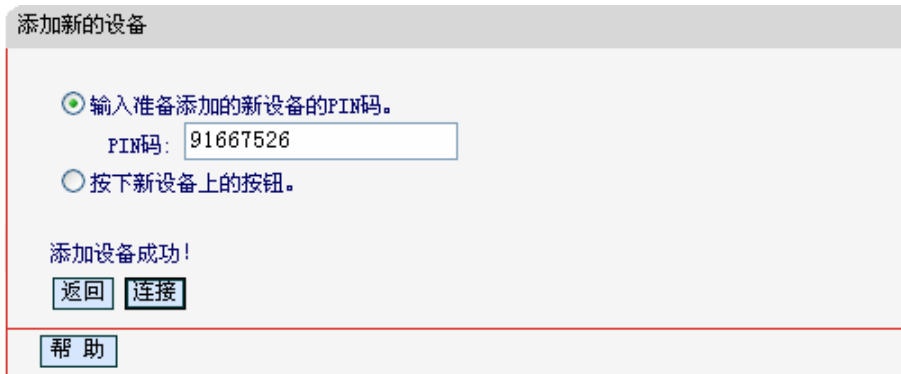 添加新的设备
输入准备添加的新设备的PIN码。
PIN码: 91667526
按下新设备上的按钮。
添加设备成功!
返回 连接
帮 助